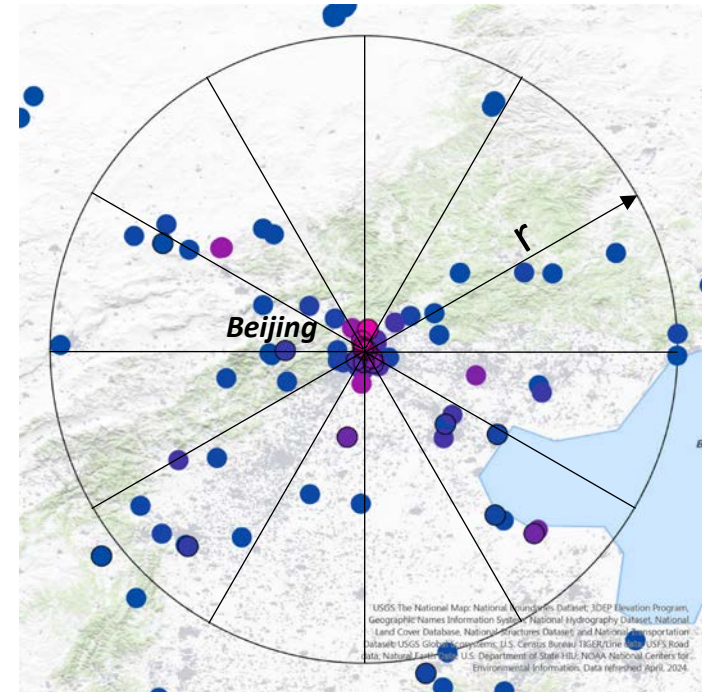 r
Beijing
B
USGS The National Map: National Boundaries Dataset, 3DEP Elevation Program,
Geographic Names Information System, National Hydrography Dataset, National
Land Cover Database, National Structures Dataset, and National Transportation
Dataset; USGS Global Ecosystems; U.S. Census Bureau TIGER/Line data; USFS Road
data; Natural Earth Data; U.S. Department of State HIU; NOAA National Centers for
Environmental Information. Data refreshed April, 2024.